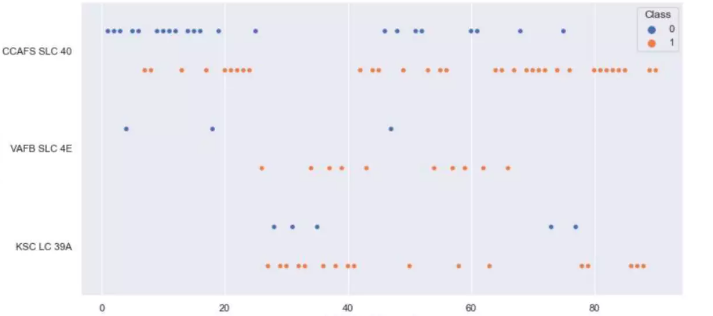 Class
0
1
CCAFS SLC 40
VAFB SLC 4E
KSC LC 39A
0 20 40 60 80